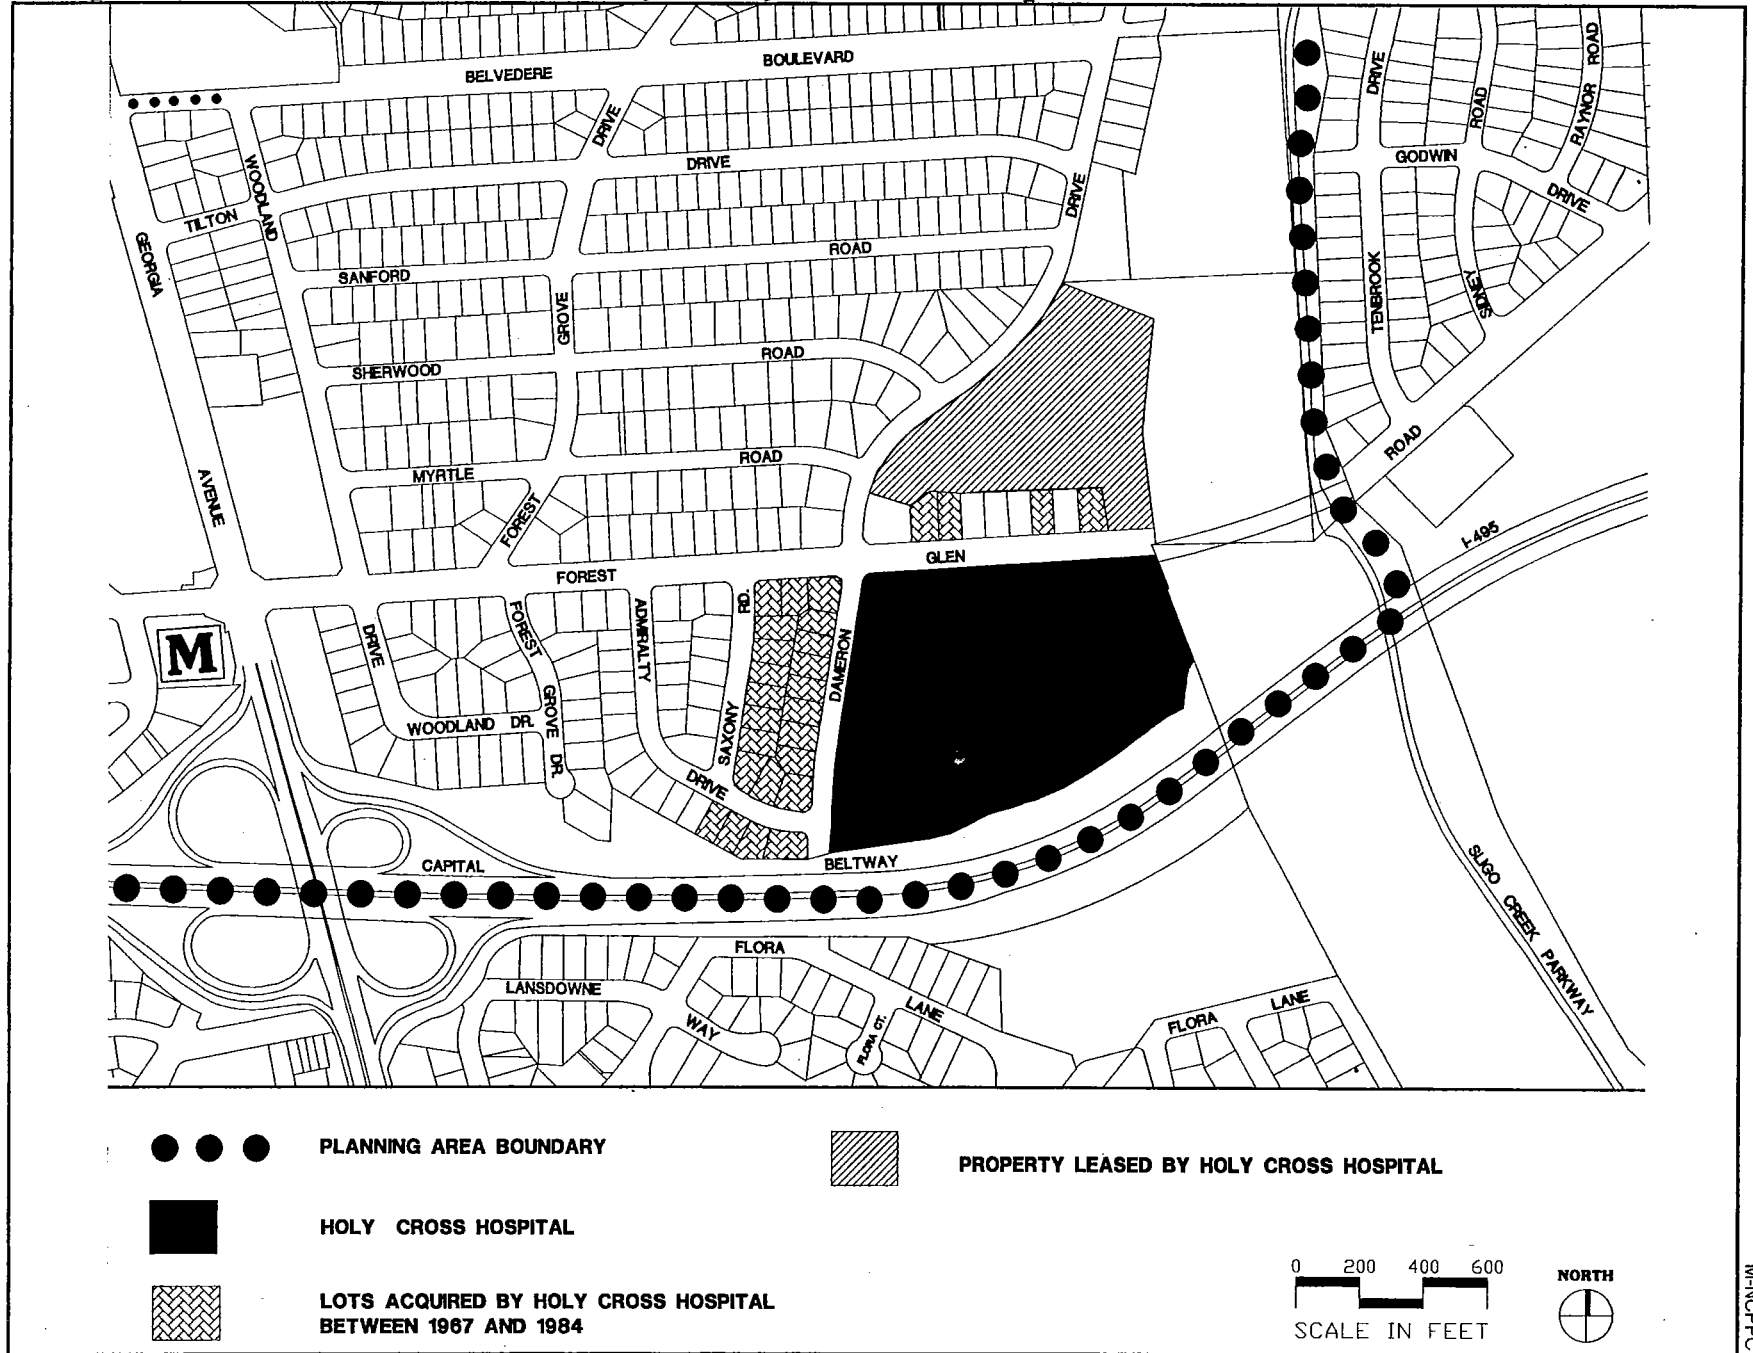 BELVEDERE
BOULEVARD
DRIVE
DRIVE
DRIVE
ROAD
ROAD
RAYNOR
GODWIN
DRIVE
DRIVE
DRIVE
WOODLAND
TILTON
GEORGIA
AVENUE
SANFORD
ROAD
GROVE
TENBROOK
SIDNEY
SHERWOOD
ROAD
MYRTLE
ROAD
FOREST
ROAD
I-495
GLEN
FOREST
M
DRIVE
FOREST
GROVE
DR.
ADMIRALTY
RD.
SAXONY
DAMERON
WOODLAND DR.
DRIVE
CAPITAL
BELTWAY
SLIGO CREEK PARKWAY
FLORA
LANE
LANSDOWNE
WAY
FLORA CT.
FLORA
LANE
PLANNING AREA BOUNDARY
PROPERTY LEASED BY HOLY CROSS HOSPITAL
HOLY CROSS HOSPITAL
LOTS ACQUIRED BY HOLY CROSS HOSPITAL
BETWEEN 1967 AND 1984
0 200 400 600
SCALE IN FEET
NORTH